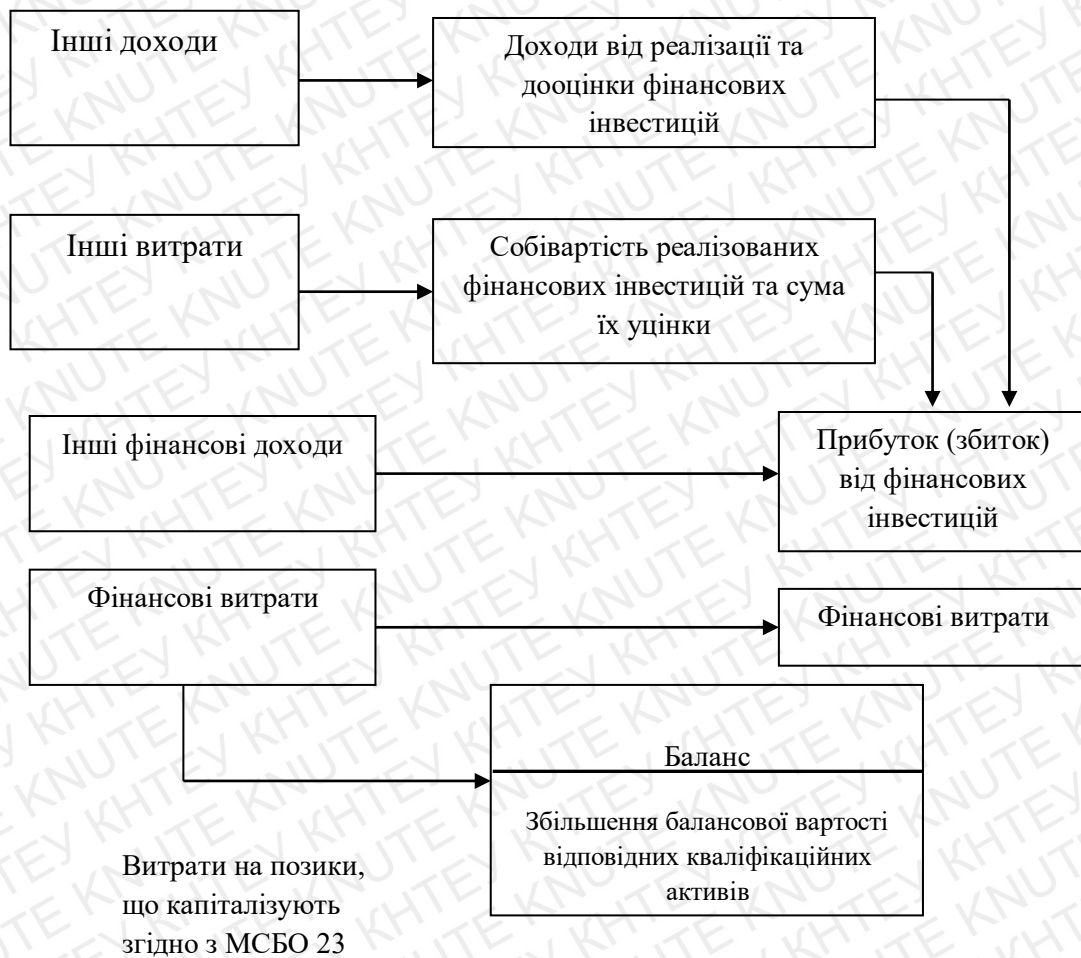 Інші доходи
Доходи від реалізації та
дооцінки фінансових
інвестицій
Інші витрати
Собівартість реалізованих
фінансових інвестицій та сума
їх уцінки
Інші фінансові доходи
Прибуток (збиток)
від фінансових
інвестицій
Фінансові витрати
Фінансові витрати
Баланс
Збільшення балансової вартості
відповідних кваліфікаційних
активів
Витрати на позики,
що капіталізують
згідно з МСБО 23